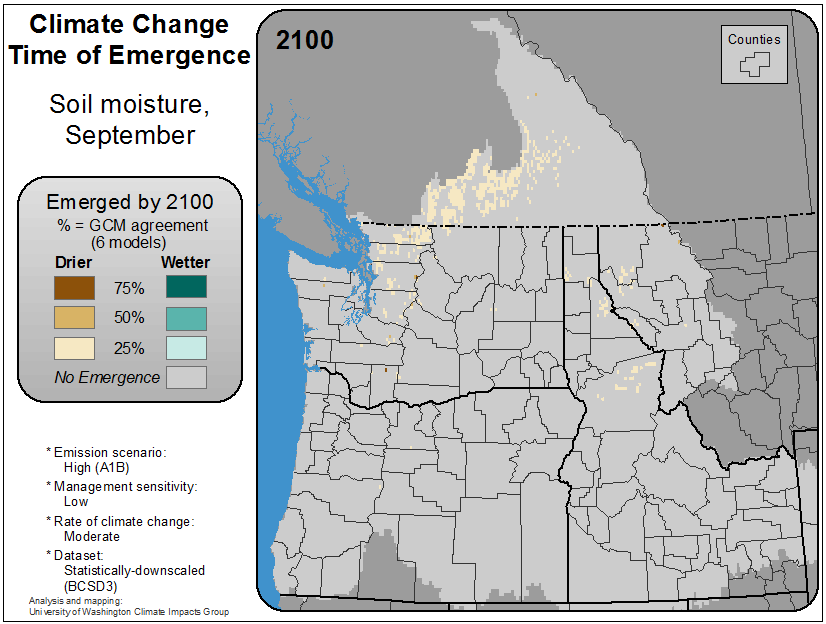 Climate Change
Time of Emergence
Soil moisture,
September
Emerged by 2100
% = GCM agreement
(6 models)
Drier Wetter
75%
50%
25%
No Emergence
* Emission scenario:
High (A1B)
* Management sensitivity:
Low
* Rate of climate change:
Moderate
* Dataset:
Statistically-downscaled
(BCSD3)
Analysis and mapping:
University of Washington Climate Impacts Group
2100
Counties